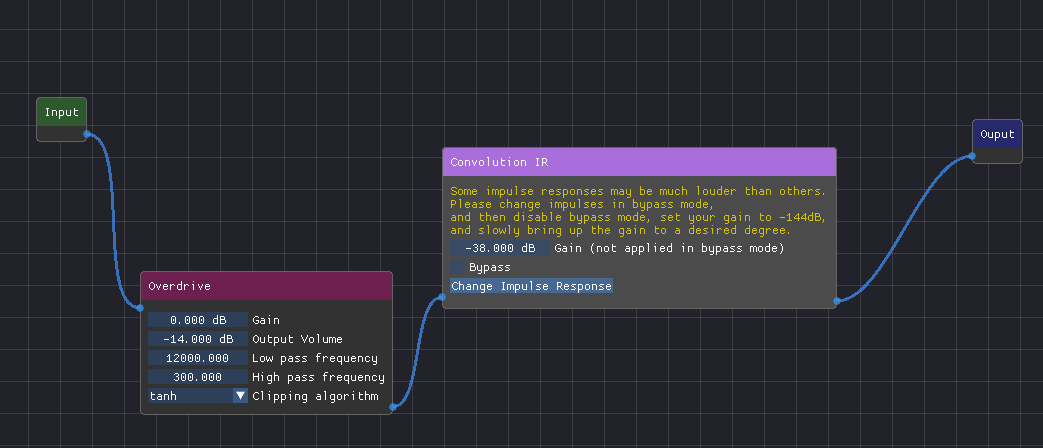 Input
Ouput
Convolution IR
Some impulse responses may be much louder than others.
Please change impulses in bypass mode,
and then disable bypass mode, set your gain to -144dB,
and slowly bring up the gain to a desired degree.
-38.000 dB Gain (not applied in bypass mode)
Bypass
Change Impulse Response
Overdrive
0.000 dB Gain
-14.000 dB Output Volume
12000.000 Low pass frequency
300.000 High pass frequency
tanh Clipping algorithm